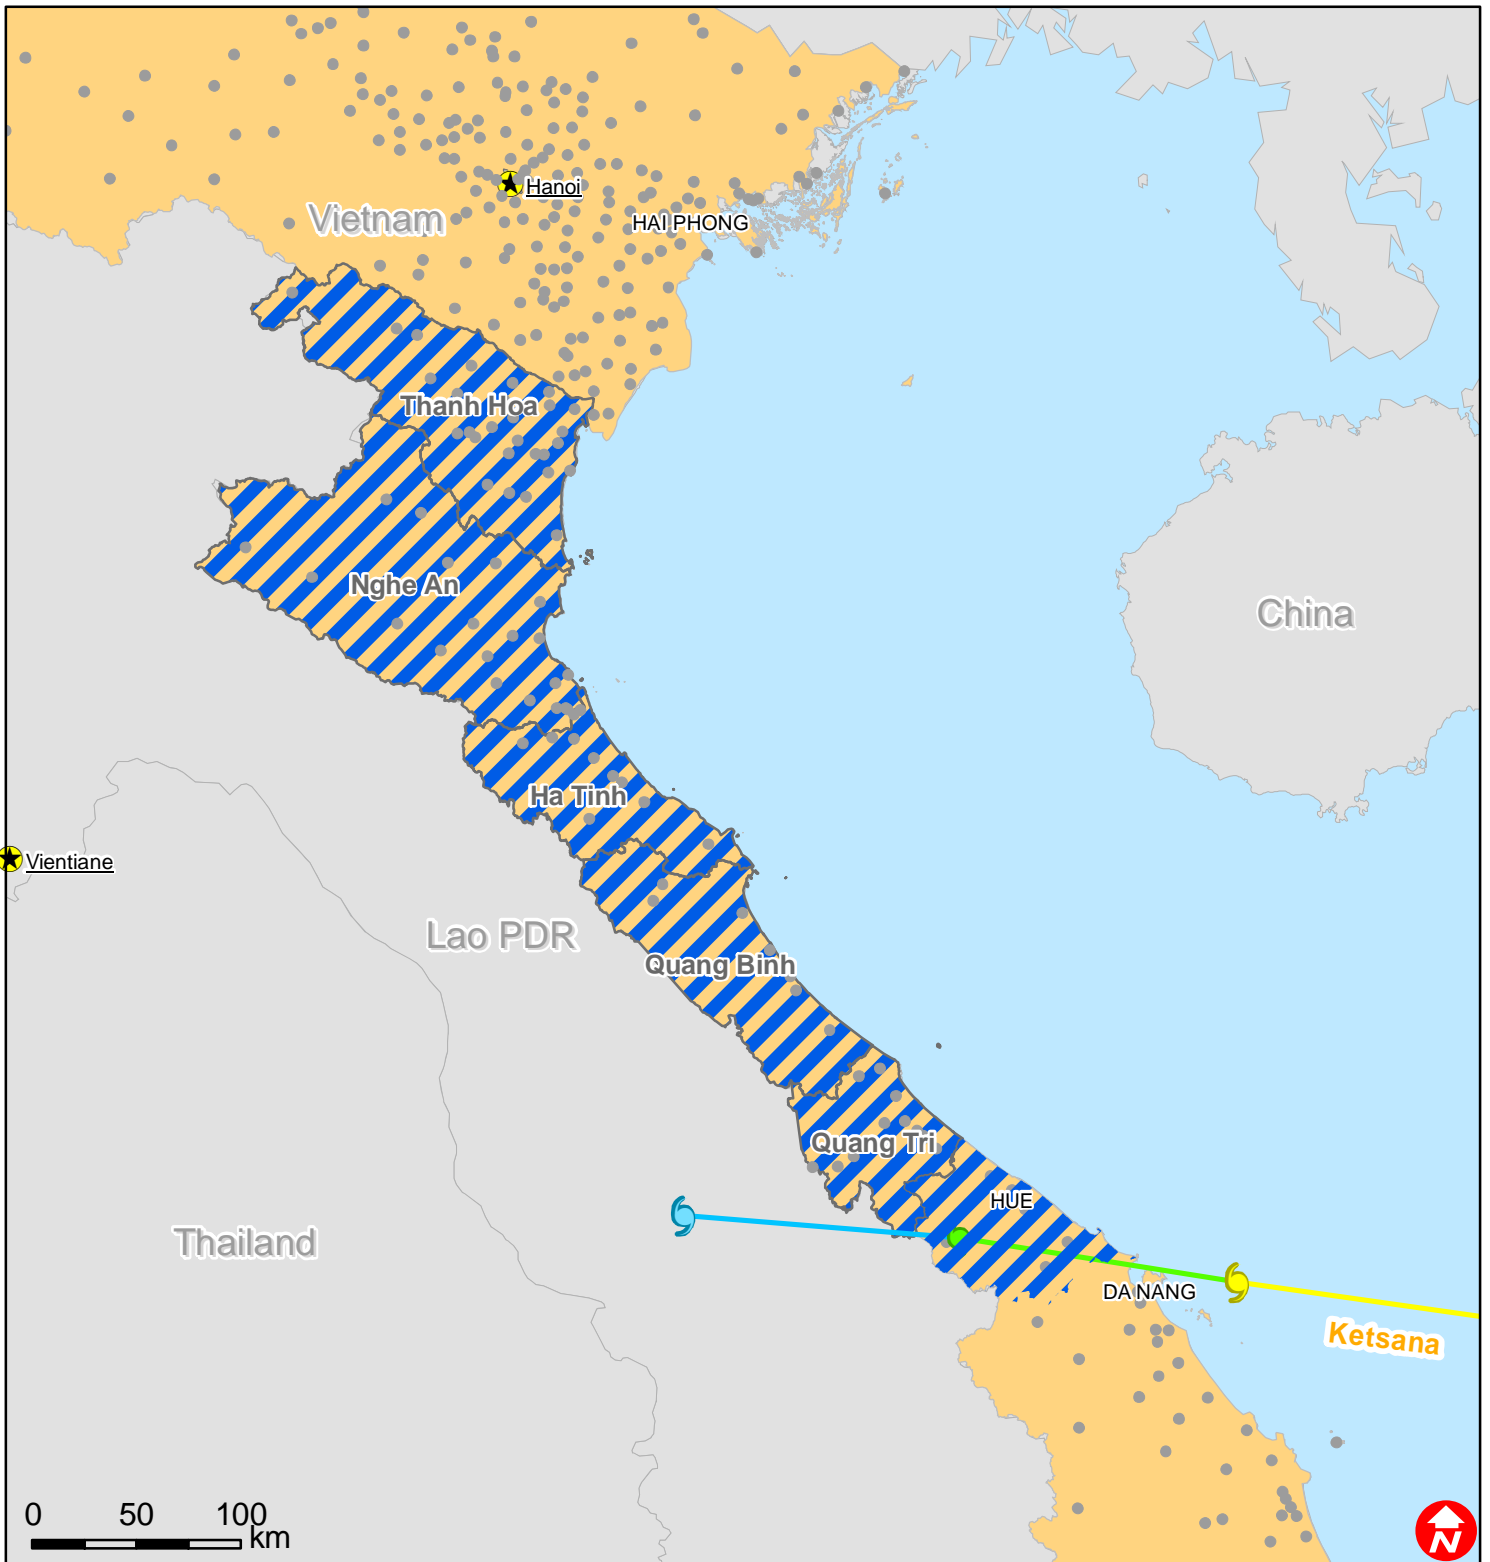 Hanoi
Vietnam
HAI PHONG
Thanh Hoa
Nghe An
China
Ha Tinh
Vientiane
Lao PDR
Quang Binh
Quang Tri
HUE
Thailand
DA NANG
Ketsana
0 50 100
km
N